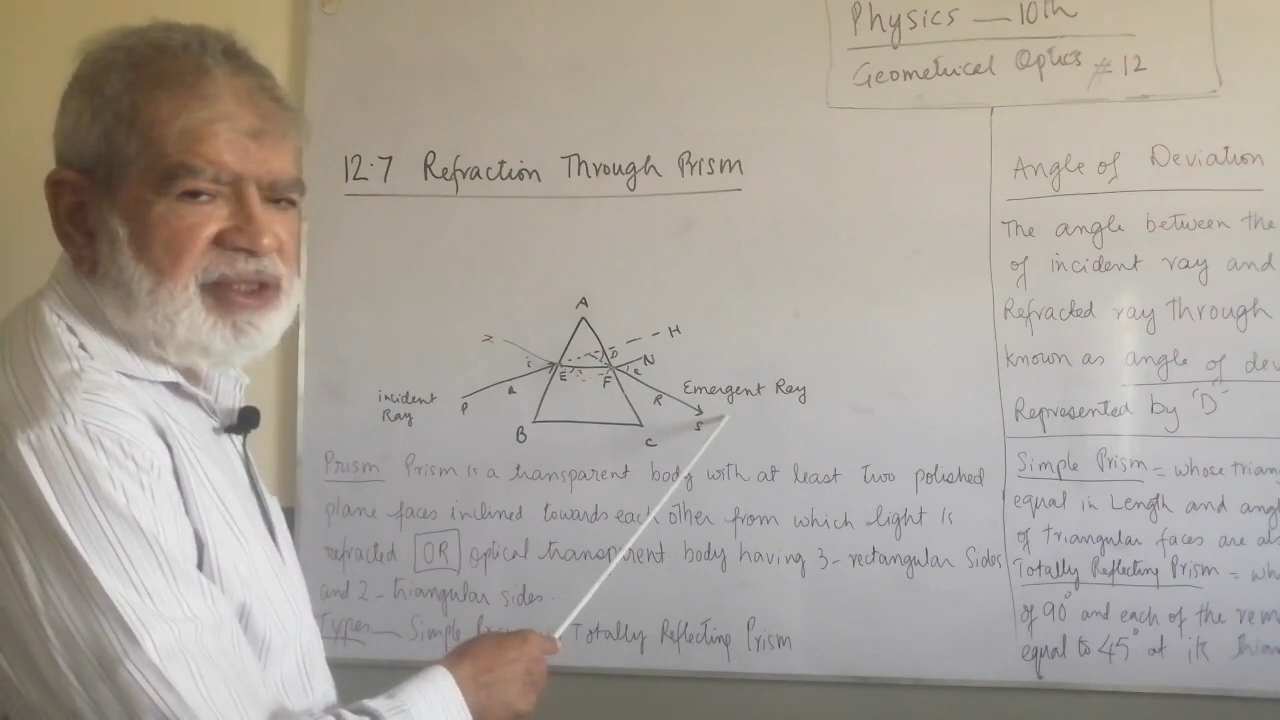 Physics — 10th
Geometrical Optics # 12
12.7 Refraction Through Prism
A
Z
H
i
D
N
E
F
e
incident
Ray
P
Emergent Ray
R
S
B
C
Prism Prism is a transparent body with at least two polished
plane faces inclined towards each other from which light is
refracted OR optical transparent body having 3-rectangular Sides
and 2-triangular sides.
Types — Simple Totally Reflecting Prism
Angle of Deviation
The angle between the
of incident ray and
Refracted ray through
known as angle of dev
Represented by "D"
Simple Prism = whose trian
equal in Length and ang
of triangular faces are
Totally Reflecting Prism = wh
of 90° and each of the rem
equal to 45° at